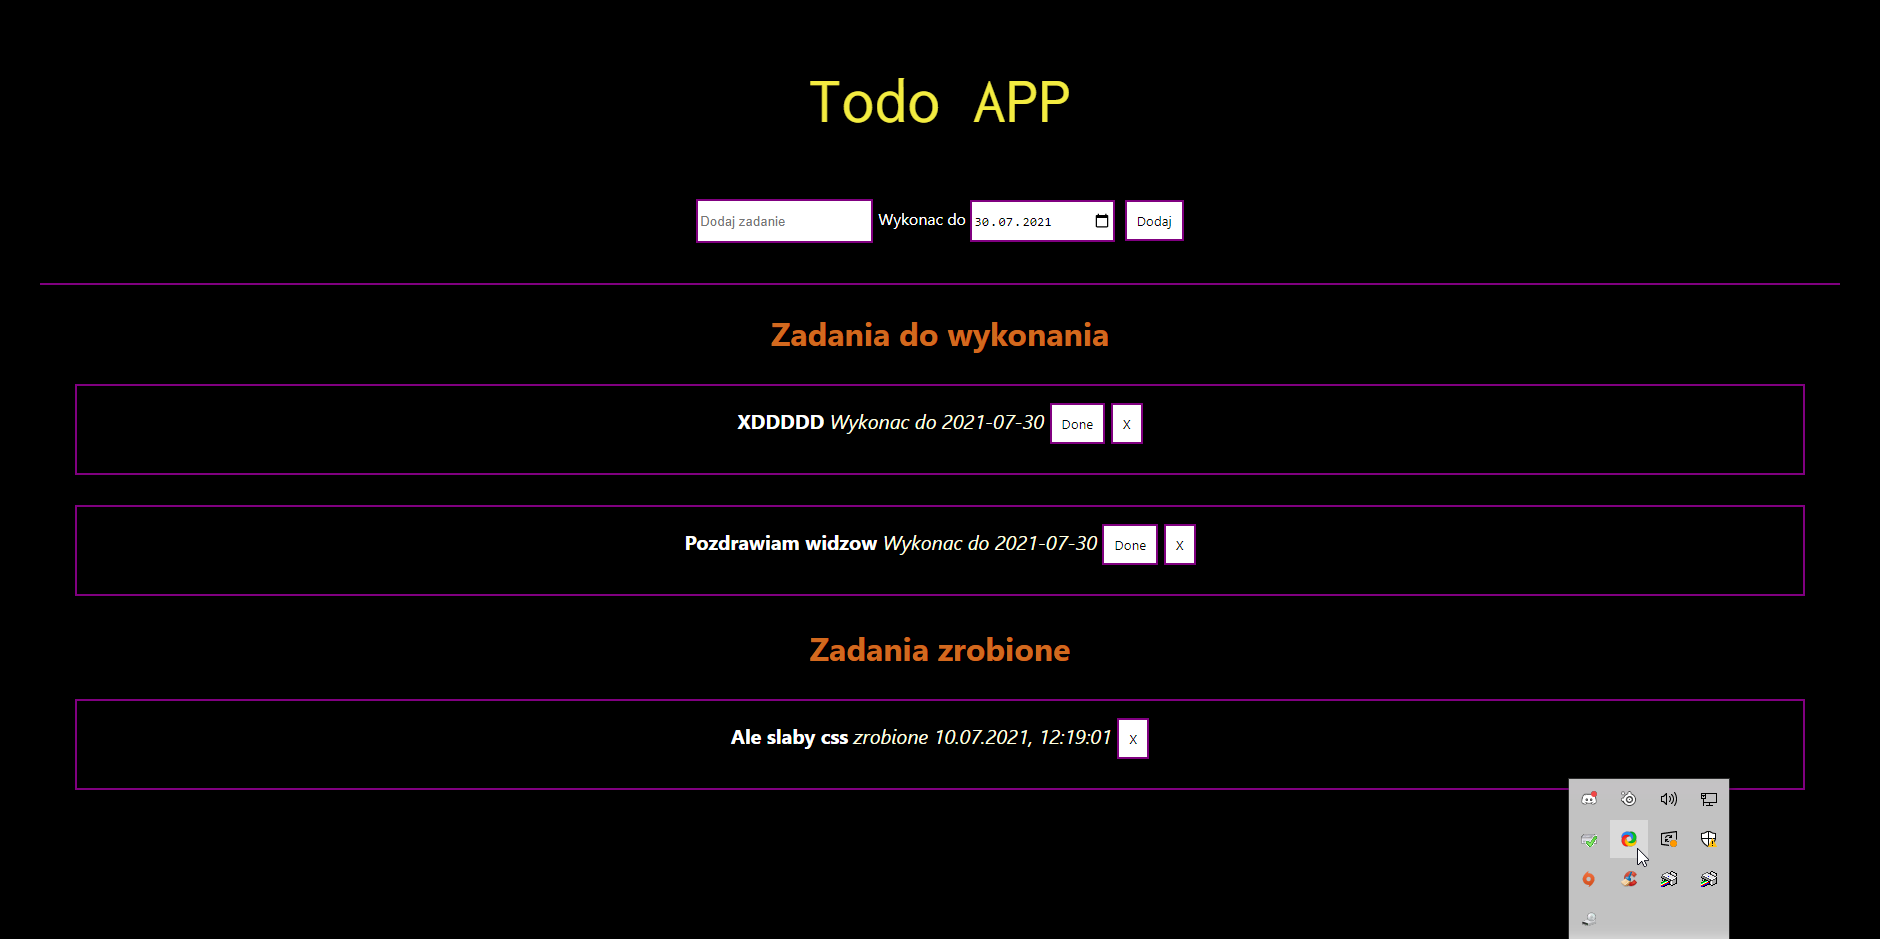 Todo APP
Dodaj zadanie Wykonac do 30.07.2021 Dodaj
Zadania do wykonania
XDDDDD Wykonac do 2021-07-30 Done X
Pozdrawiam widzow Wykonac do 2021-07-30 Done X
Zadania zrobione
Ale slaby css zrobione 10.07.2021, 12:19:01 X